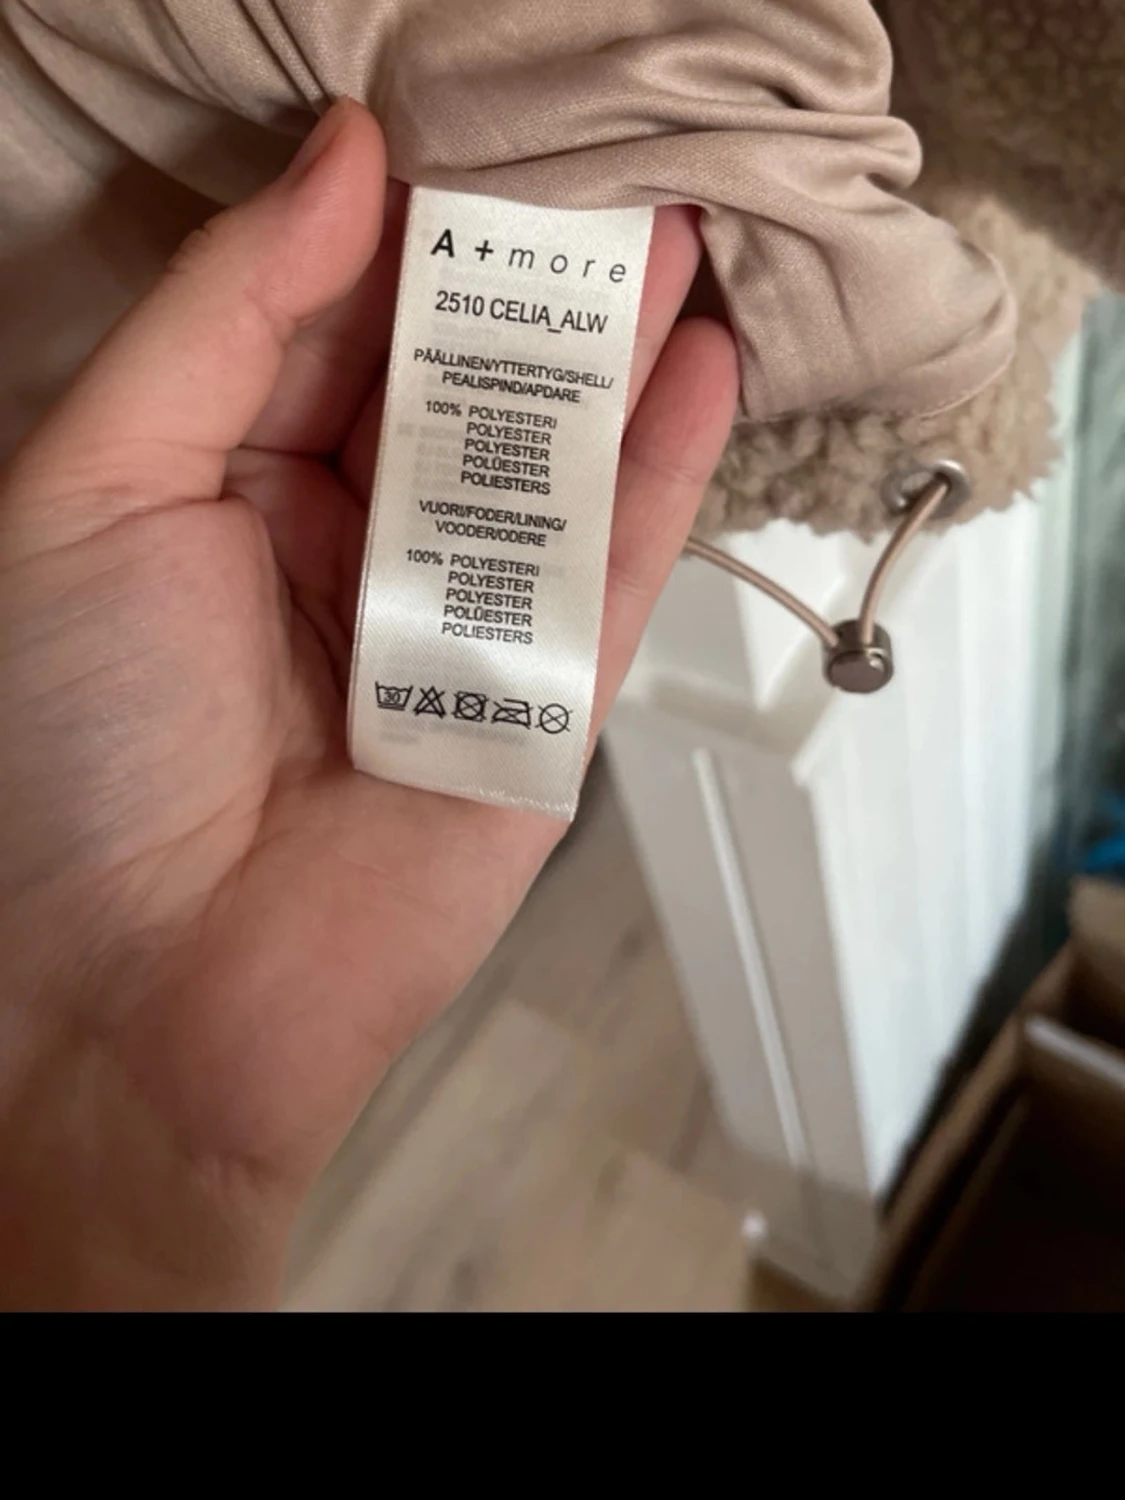 A + more
2510 CELIA_ALW
PÄÄLLINEN/YTTERTYG/SHELL/
PEALISPIND/APDARE
100% POLYESTERI
POLYESTER
POLYESTER
POLÜESTER
POLIESTERS
VUORI/FODER/LINING/
VOODER/ODERE
100% POLYESTERI
POLYESTER
POLYESTER
POLÜESTER
POLIESTERS
30